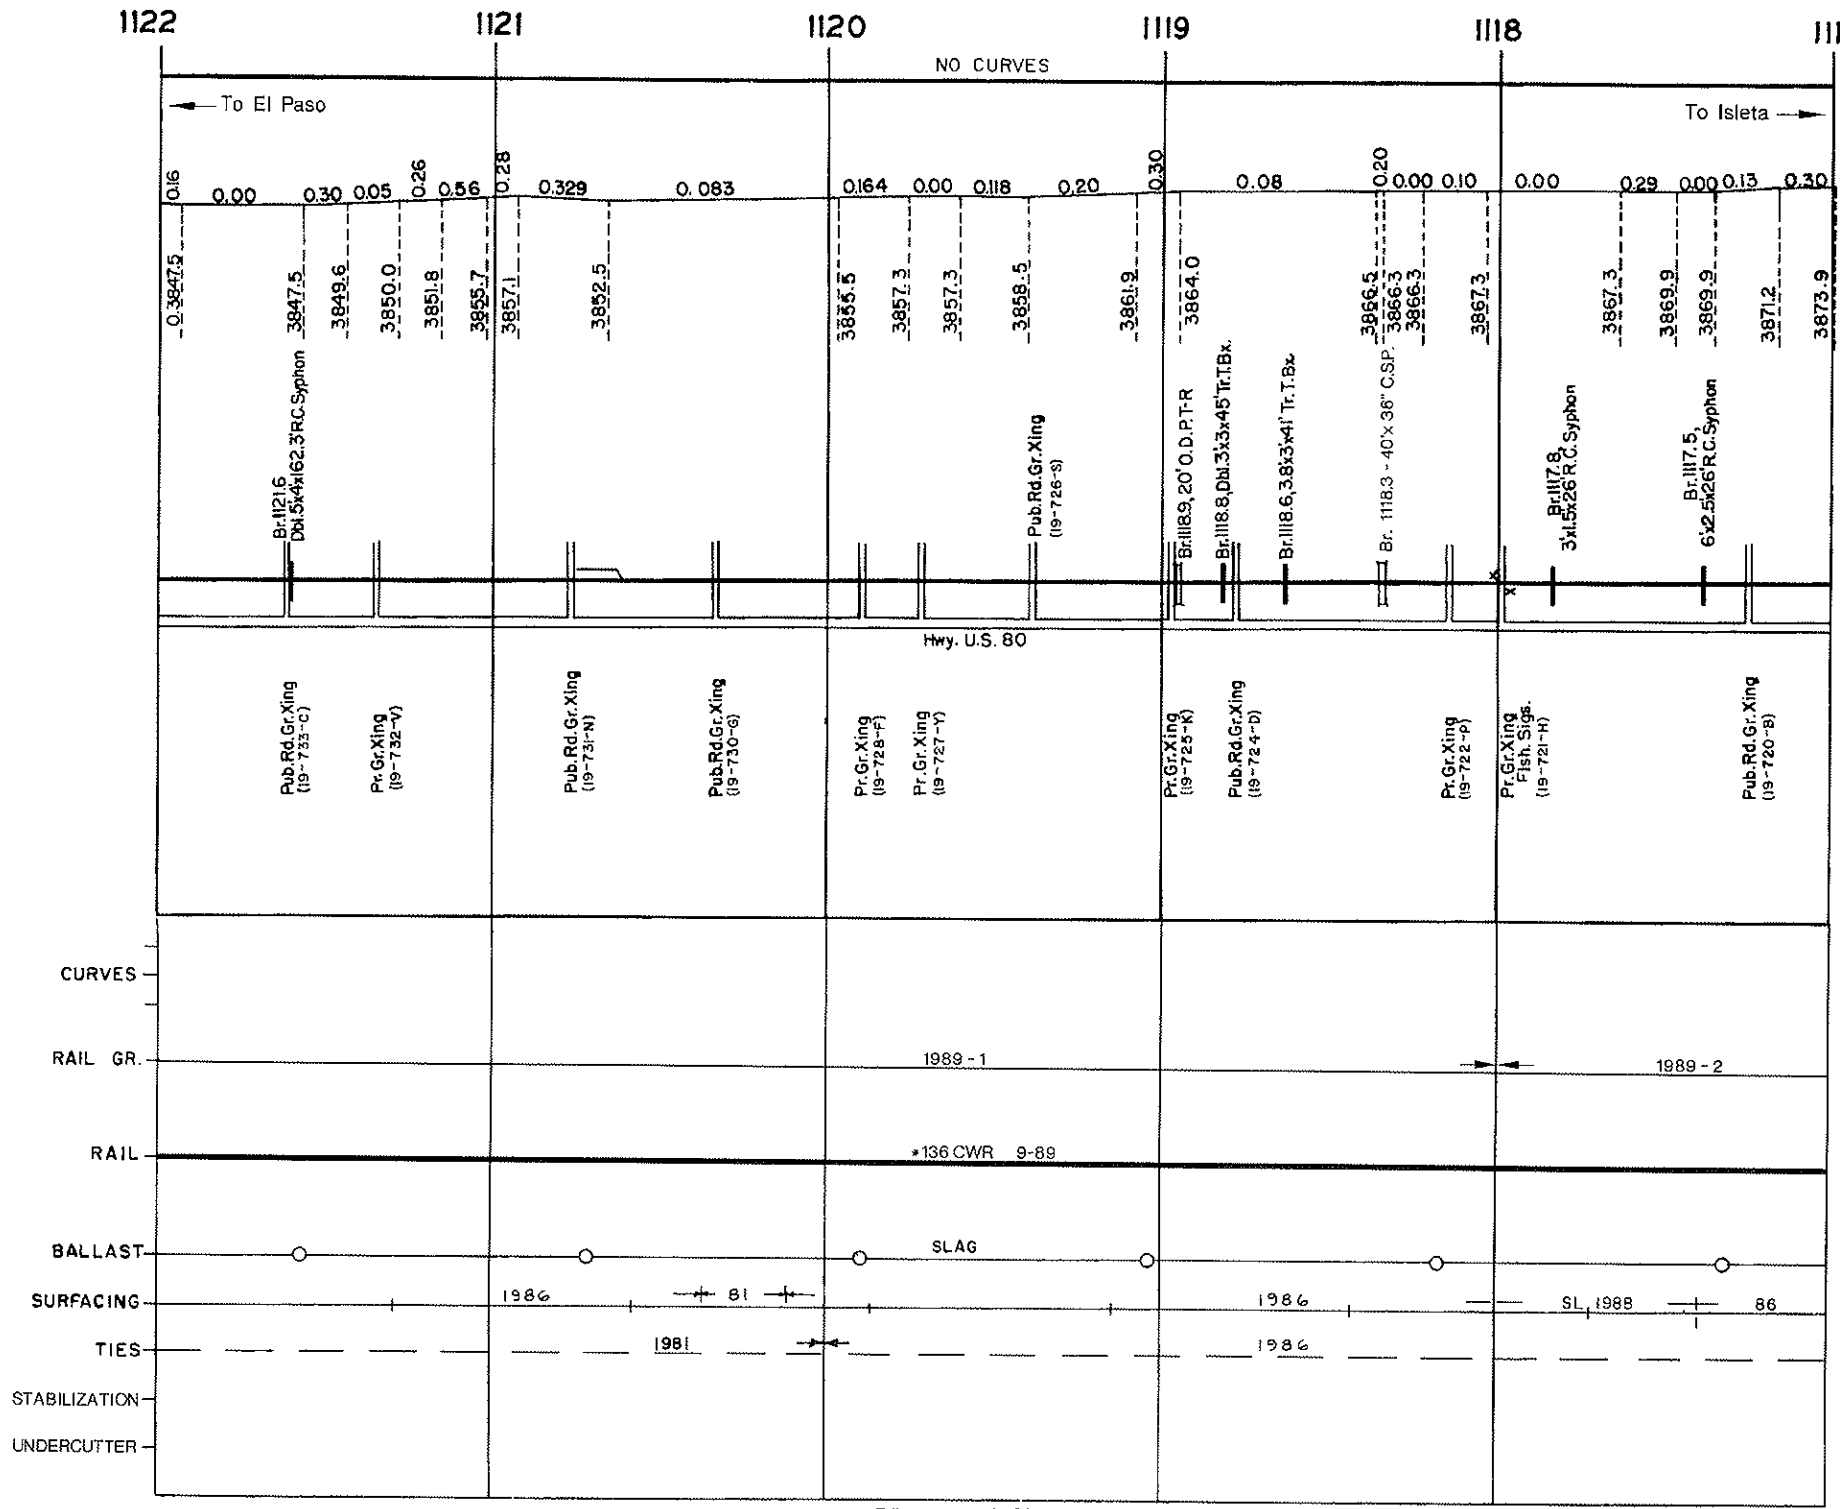 1122 1121 1120 1119 1118 111
NO CURVES
To El Paso
To Isleta
0.16 0.00 0.30 0.05 0.26 0.56 0.28 0.329 0.083 0.164 0.00 0.118 0.20 0.30 0.08 0.20 0.00 0.10 0.00 0.29 0.00 0.13 0.30
0.3847.5 3847.5 3849.6 3850.0 3851.8 3855.7 3857.1 3852.5 3855.5 3857.3 3857.3 3858.5 3861.9 3864.0 3866.5 3866.3 3866.3 3867.3 3867.3 3869.9 3869.9 3871.2 3873.9
Br.1121.6
Dbl.5'x4'x162.3'R.C.Syphon
Pub.Rd.Gr.Xing
(19-726-S)
Br.1118.9, 20' O.D.P.T-R
Br.1118.8, Dbl.3'x3'x45' Tr.T.Bx.
Br.1118.6, 3.8'x3'x41' Tr.T.Bx.
Br. 1118.3 - 40'x 36" C.S.P.
Br.1117.8,
3'x1.5'x26'R.C.Syphon
Br.1117.5,
6'x2.5'x26'R.C.Syphon
x
x
Hwy. U.S. 80
Pub.Rd.Gr.Xing
(19-733-C)
Pr.Gr.Xing
(19-732-V)
Pub.Rd.Gr.Xing
(19-731-N)
Pub.Rd.Gr.Xing
(19-730-G)
Pr.Gr.Xing
(19-728-F)
Pr.Gr.Xing
(19-727-Y)
Pr.Gr.Xing
(19-725-K)
Pub.Rd.Gr.Xing
(19-724-D)
Pr.Gr.Xing
(19-722-P)
Pr.Gr.Xing
Flsh. Sigs.
(19-721-H)
Pub.Rd.Gr.Xing
(19-720-B)
CURVES
RAIL GR. 1989 - 1 1989 - 2
RAIL *136 CWR 9-89
BALLAST SLAG
SURFACING 1986 81 1986 SL 1988 86
TIES 1981 1986
STABILIZATION
UNDERCUTTER